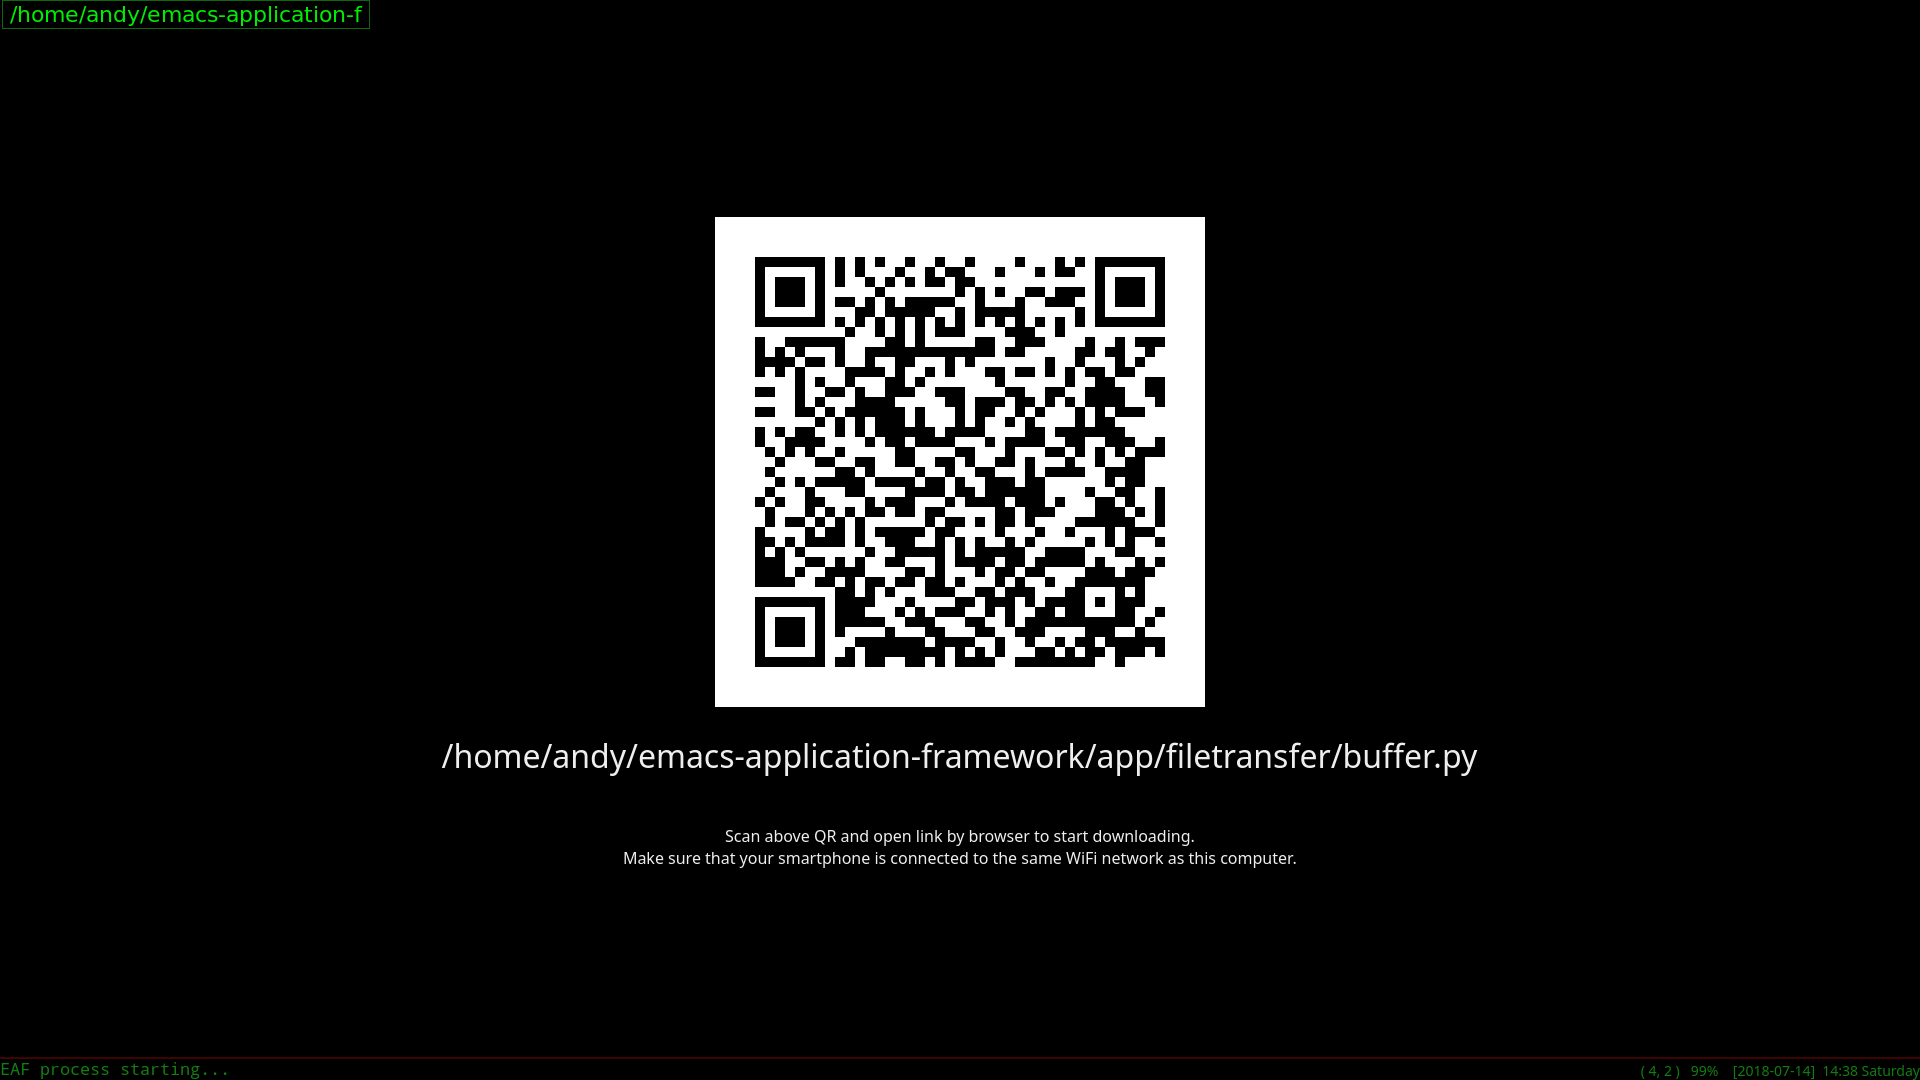 /home/andy/emacs-application-f
/home/andy/emacs-application-framework/app/filetransfer/buffer.py
Scan above QR and open link by browser to start downloading.
Make sure that your smartphone is connected to the same WiFi network as this computer.
EAF process starting...
( 4, 2 ) 99% [2018-07-14] 14:38 Saturday